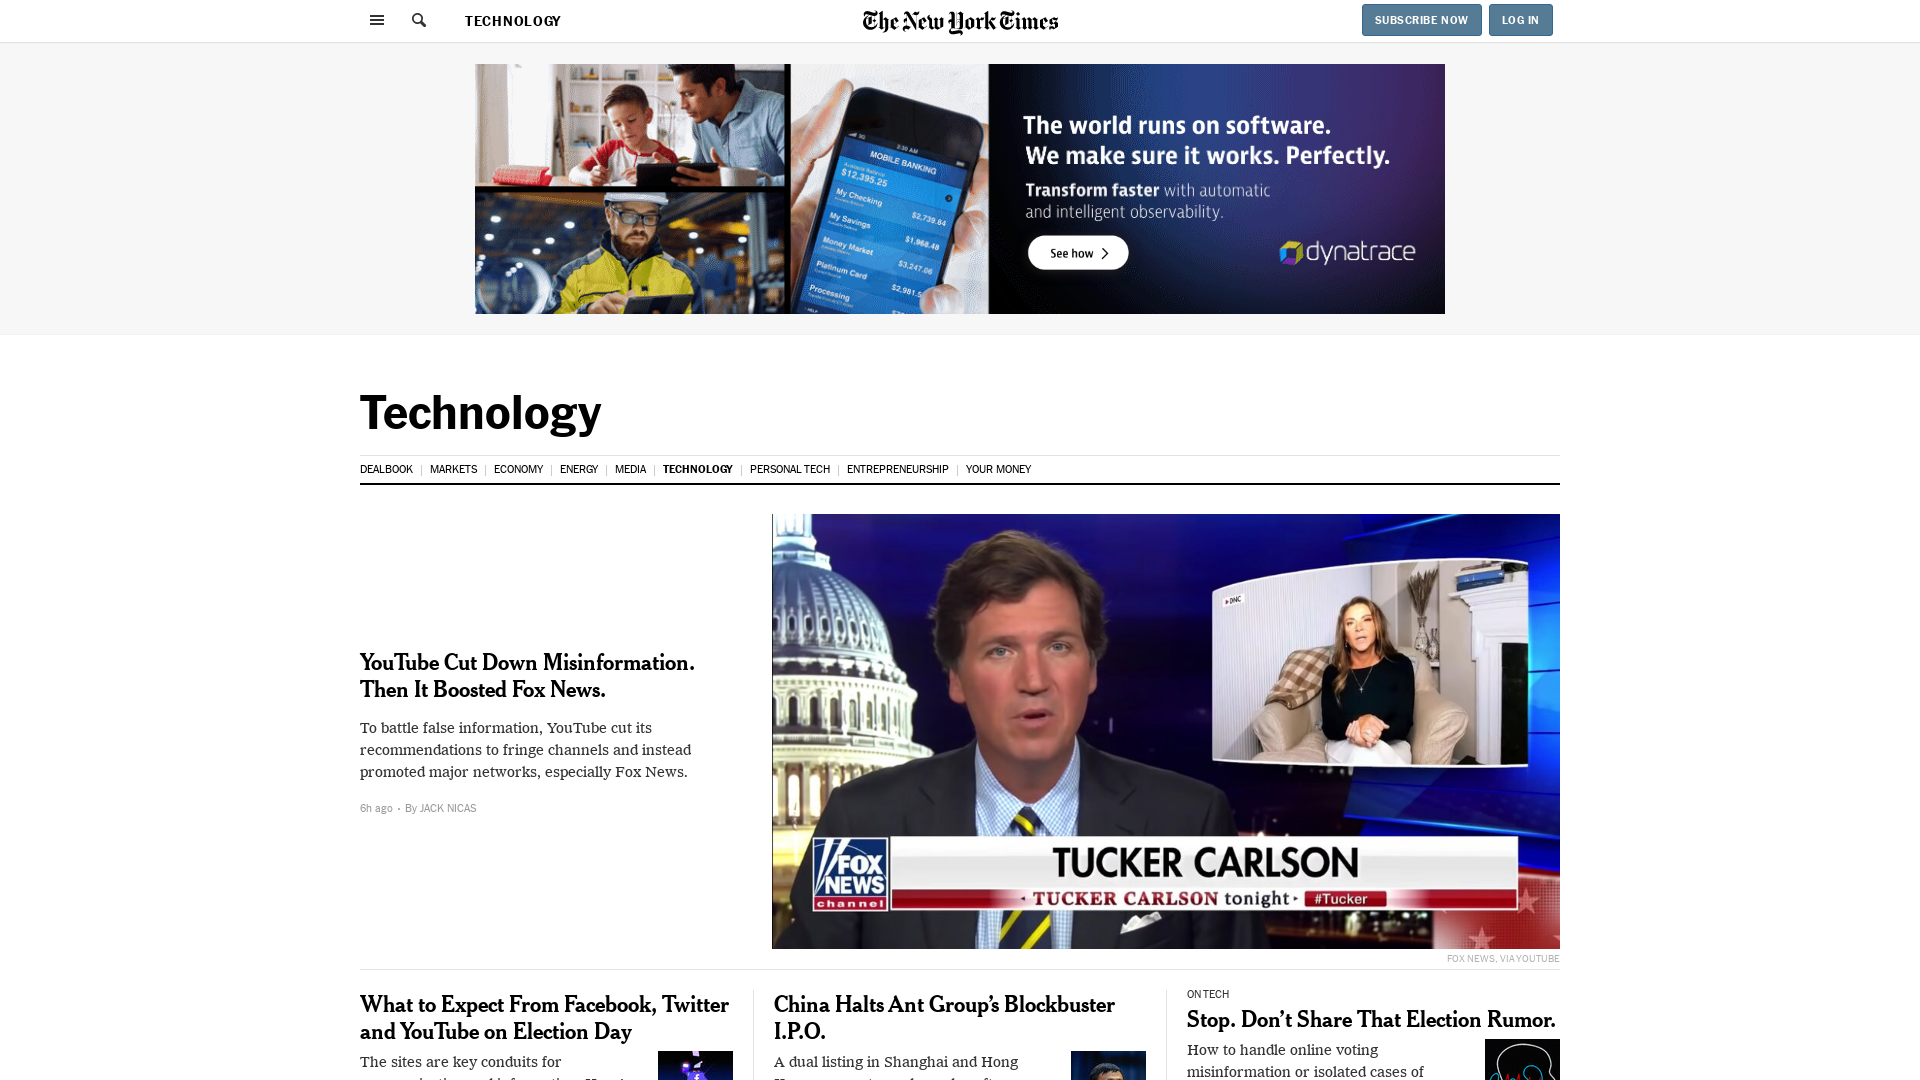 TECHNOLOGY
The New York Times
SUBSCRIBE NOW
LOG IN
2:30 AM
MOBILE BANKING
$12,395.25
My Checking
$2,739.64
My Savings
$1,968.48
Money Market
$3,247.06
Platinum Card
Processing
The world runs on software.
We make sure it works. Perfectly.
Transform faster with automatic
and intelligent observability.
See how
dynatrace
Technology
DEALBOOK
MARKETS
ECONOMY
ENERGY
MEDIA
TECHNOLOGY
PERSONAL TECH
ENTREPRENEURSHIP
YOUR MONEY
YouTube Cut Down Misinformation.
Then It Boosted Fox News.
To battle false information, YouTube cut its
recommendations to fringe channels and instead
promoted major networks, especially Fox News.
6h ago · By JACK NICAS
DNC
FOX
NEWS
channel
TUCKER CARLSON
TUCKER CARLSON tonight
#Tucker
FOX NEWS, VIA YOUTUBE
What to Expect From Facebook, Twitter
and YouTube on Election Day
The sites are key conduits for
China Halts Ant Group’s Blockbuster
I.P.O.
A dual listing in Shanghai and Hong
ON TECH
Stop. Don’t Share That Election Rumor.
How to handle online voting
misinformation or isolated cases of